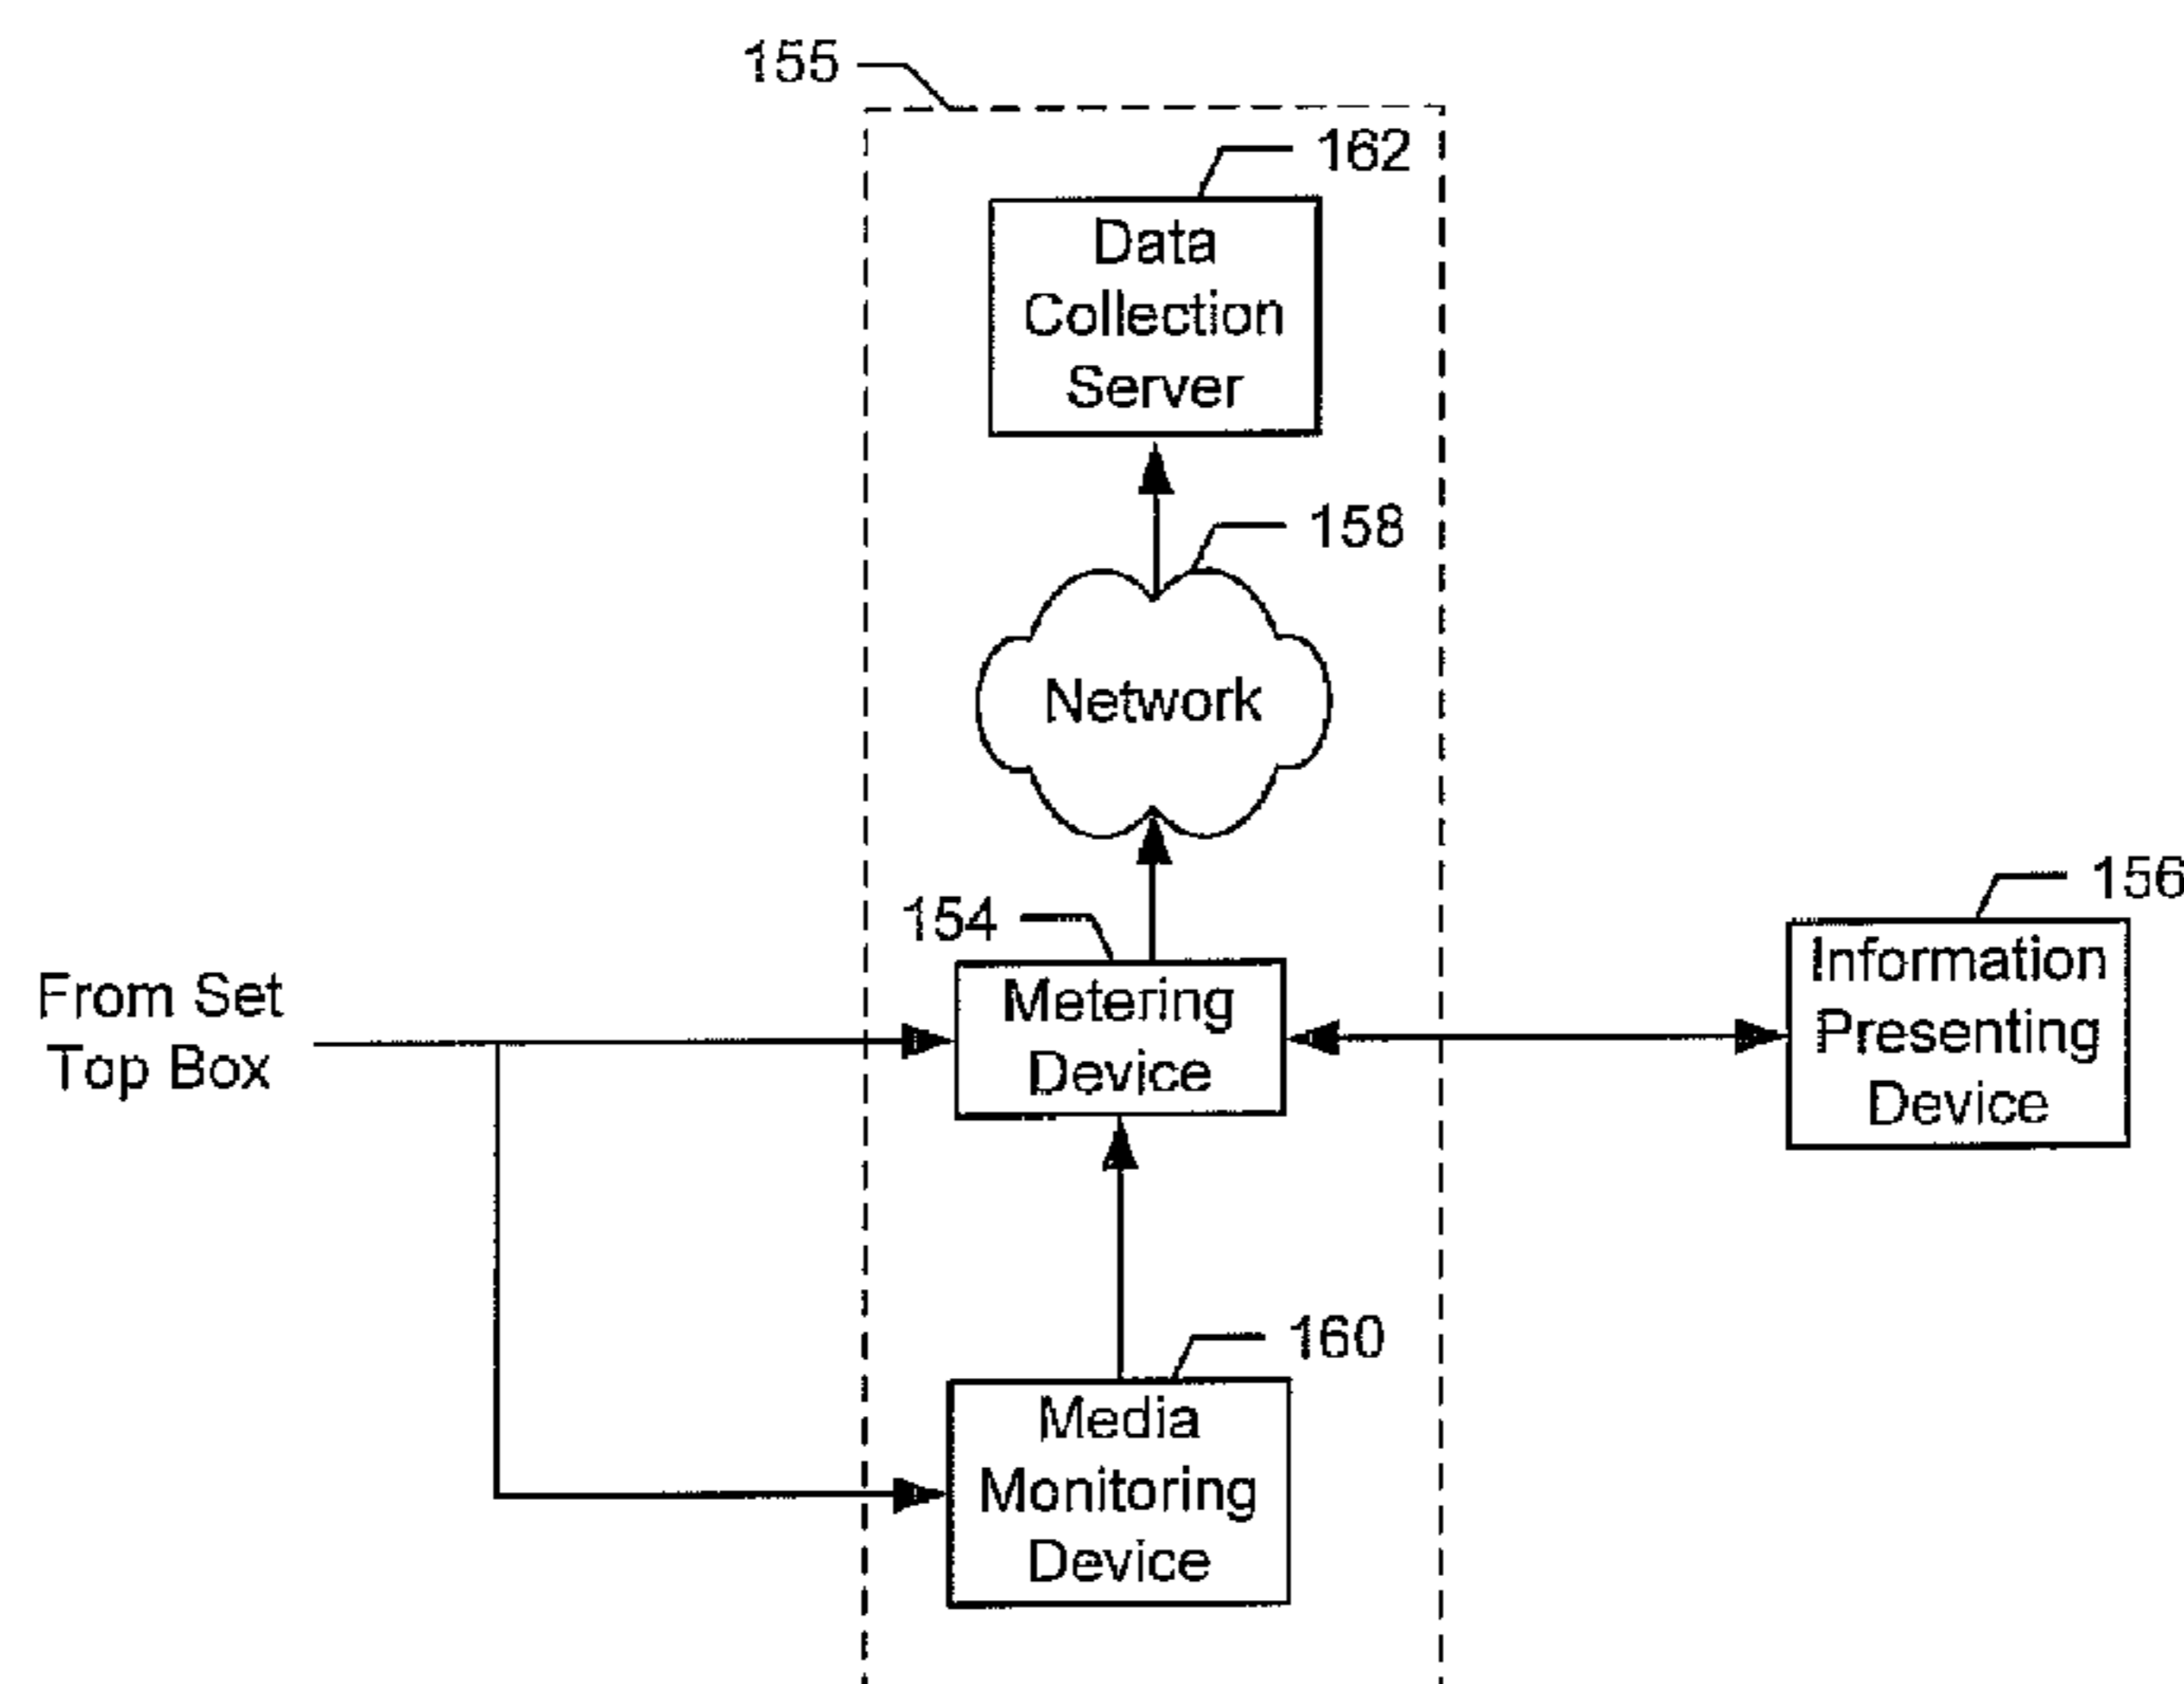 155
162
Data
Collection
Server
158
Network
154
156
Metering
Device
Information
Presenting
Device
From Set
Top Box
160
Media
Monitoring
Device